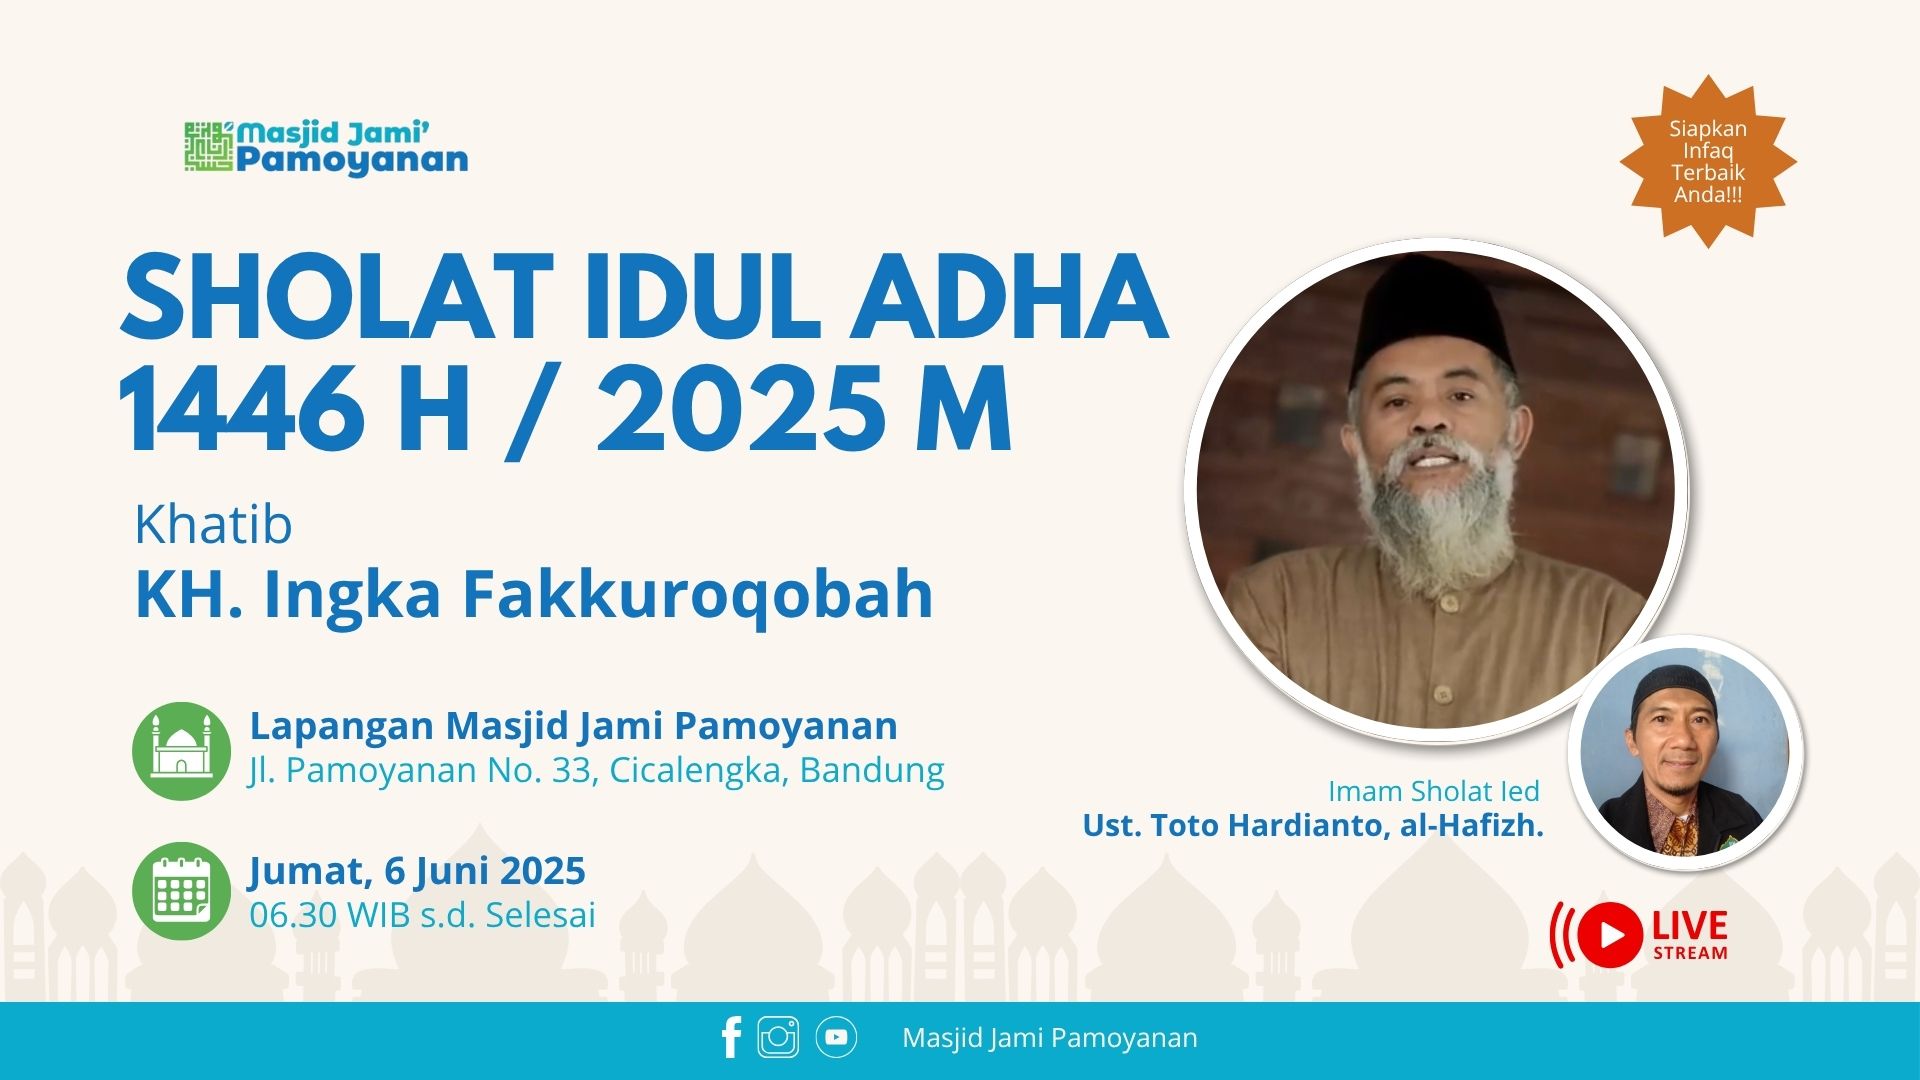 Masjid Jami'
Pamoyanan
Siapkan
Infaq
Terbaik
Anda!!!
SHOLAT IDUL ADHA
1446 H / 2025 M
Khatib
KH. Ingka Fakkuroqobah
Lapangan Masjid Jami Pamoyanan
Jl. Pamoyanan No. 33, Cicalengka, Bandung
Imam Sholat Ied
Ust. Toto Hardianto, al-Hafizh.
Jumat, 6 Juni 2025
06.30 WIB s.d. Selesai
LIVE
STREAM
Masjid Jami Pamoyanan